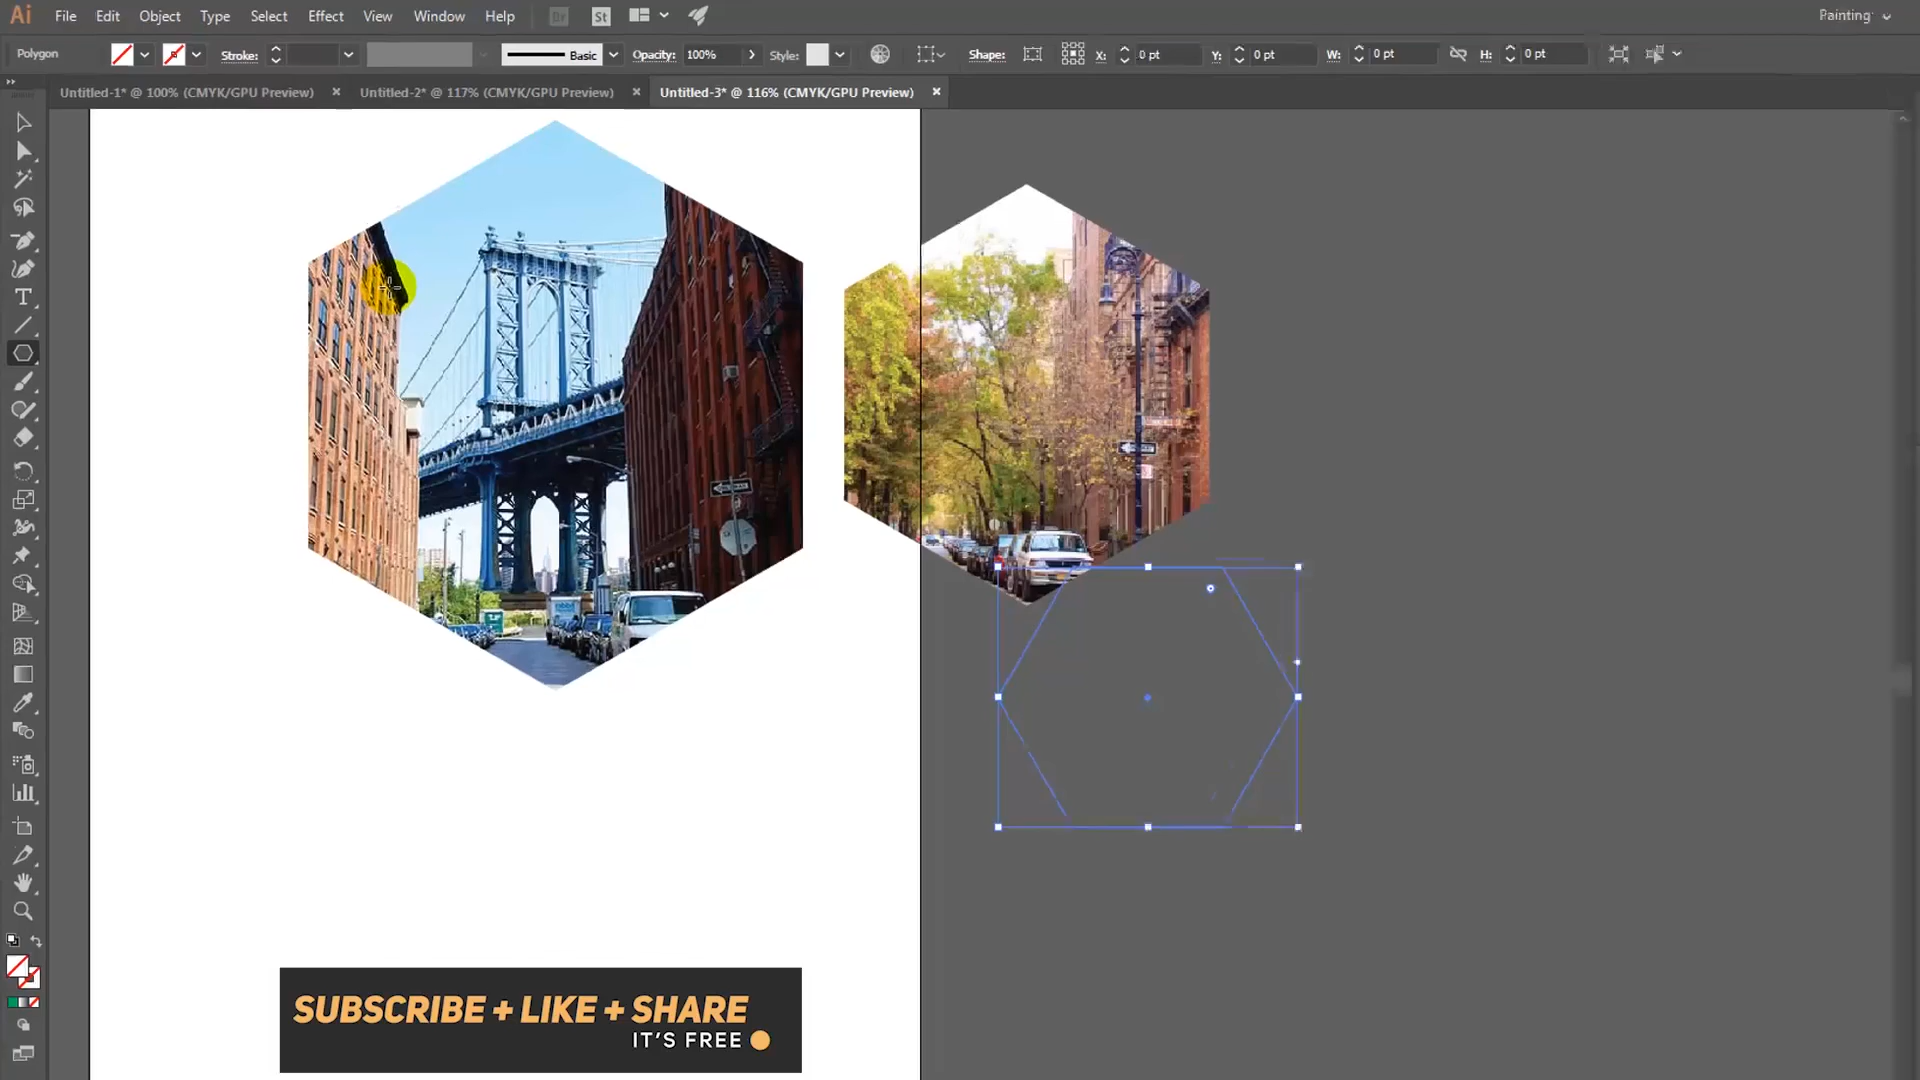 Ai File Edit Object Type Select Effect View Window Help Br St Painting
Polygon Stroke: Basic Opacity: 100% Style: Shape: X: 0 pt Y: 0 pt W: 0 pt H: 0 pt
Untitled-1* @ 100% (CMYK/GPU Preview) Untitled-2* @ 117% (CMYK/GPU Preview) Untitled-3* @ 116% (CMYK/GPU Preview)
SUBSCRIBE + LIKE + SHARE
IT'S FREE